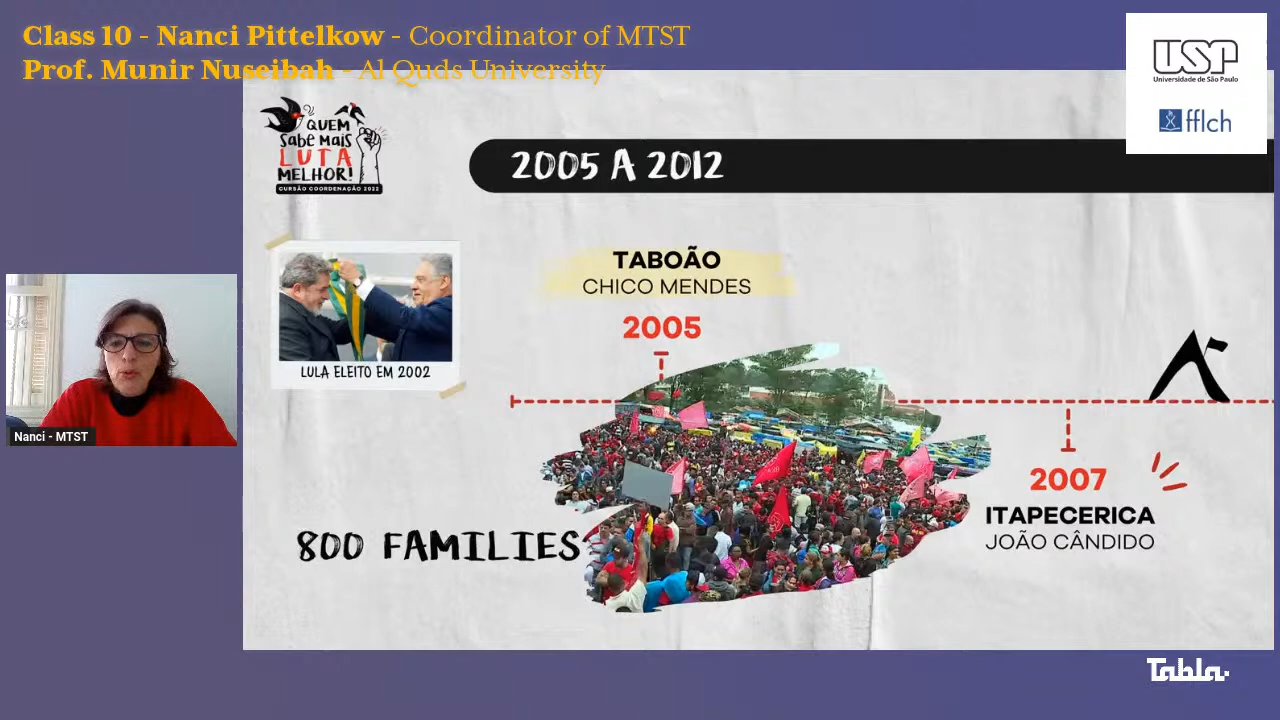 Class 10 - Nanci Pittelkow - Coordinator of MTST
Prof. Munir Nuseibah - Al Quds University
USP
Universidade de São Paulo
fflch
QUEM
SABE MAIS
LUTA
MELHOR!
CURSÃO COORDENAÇÃO 2022
2005 A 2012
LULA ELEITO EM 2002
TABOÃO
CHICO MENDES
2005
800 FAMILIES
2007
ITAPECERICA
JOÃO CÂNDIDO
Nanci - MTST
Tabla.